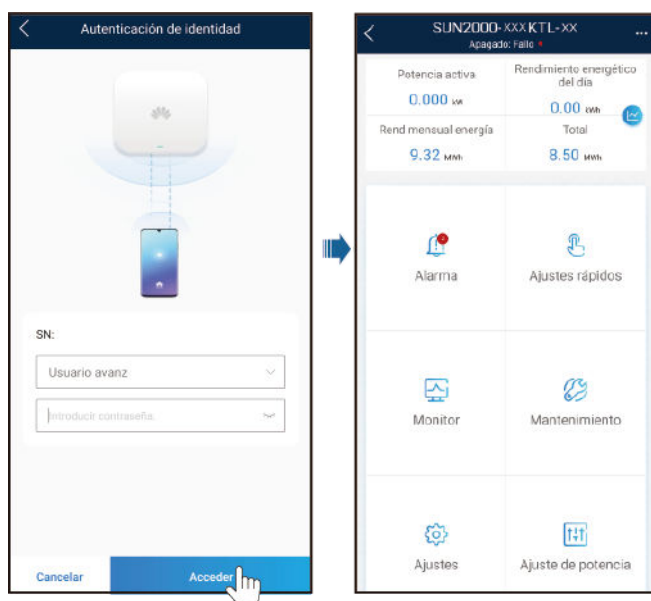 Autenticación de identidad
SN:
Usuario avanz
Introducir contraseña.
Cancelar
Acceder
SUN2000-XXXKTL-XX
Apagado: Fallo
Potencia activa
0.000 kW
Rendimiento energético
del día
0.00 kWh
Rend mensual energía
9.32 MWh
Total
8.50 MWh
2
Alarma
Ajustes rápidos
Monitor
Mantenimiento
Ajustes
Ajuste de potencia